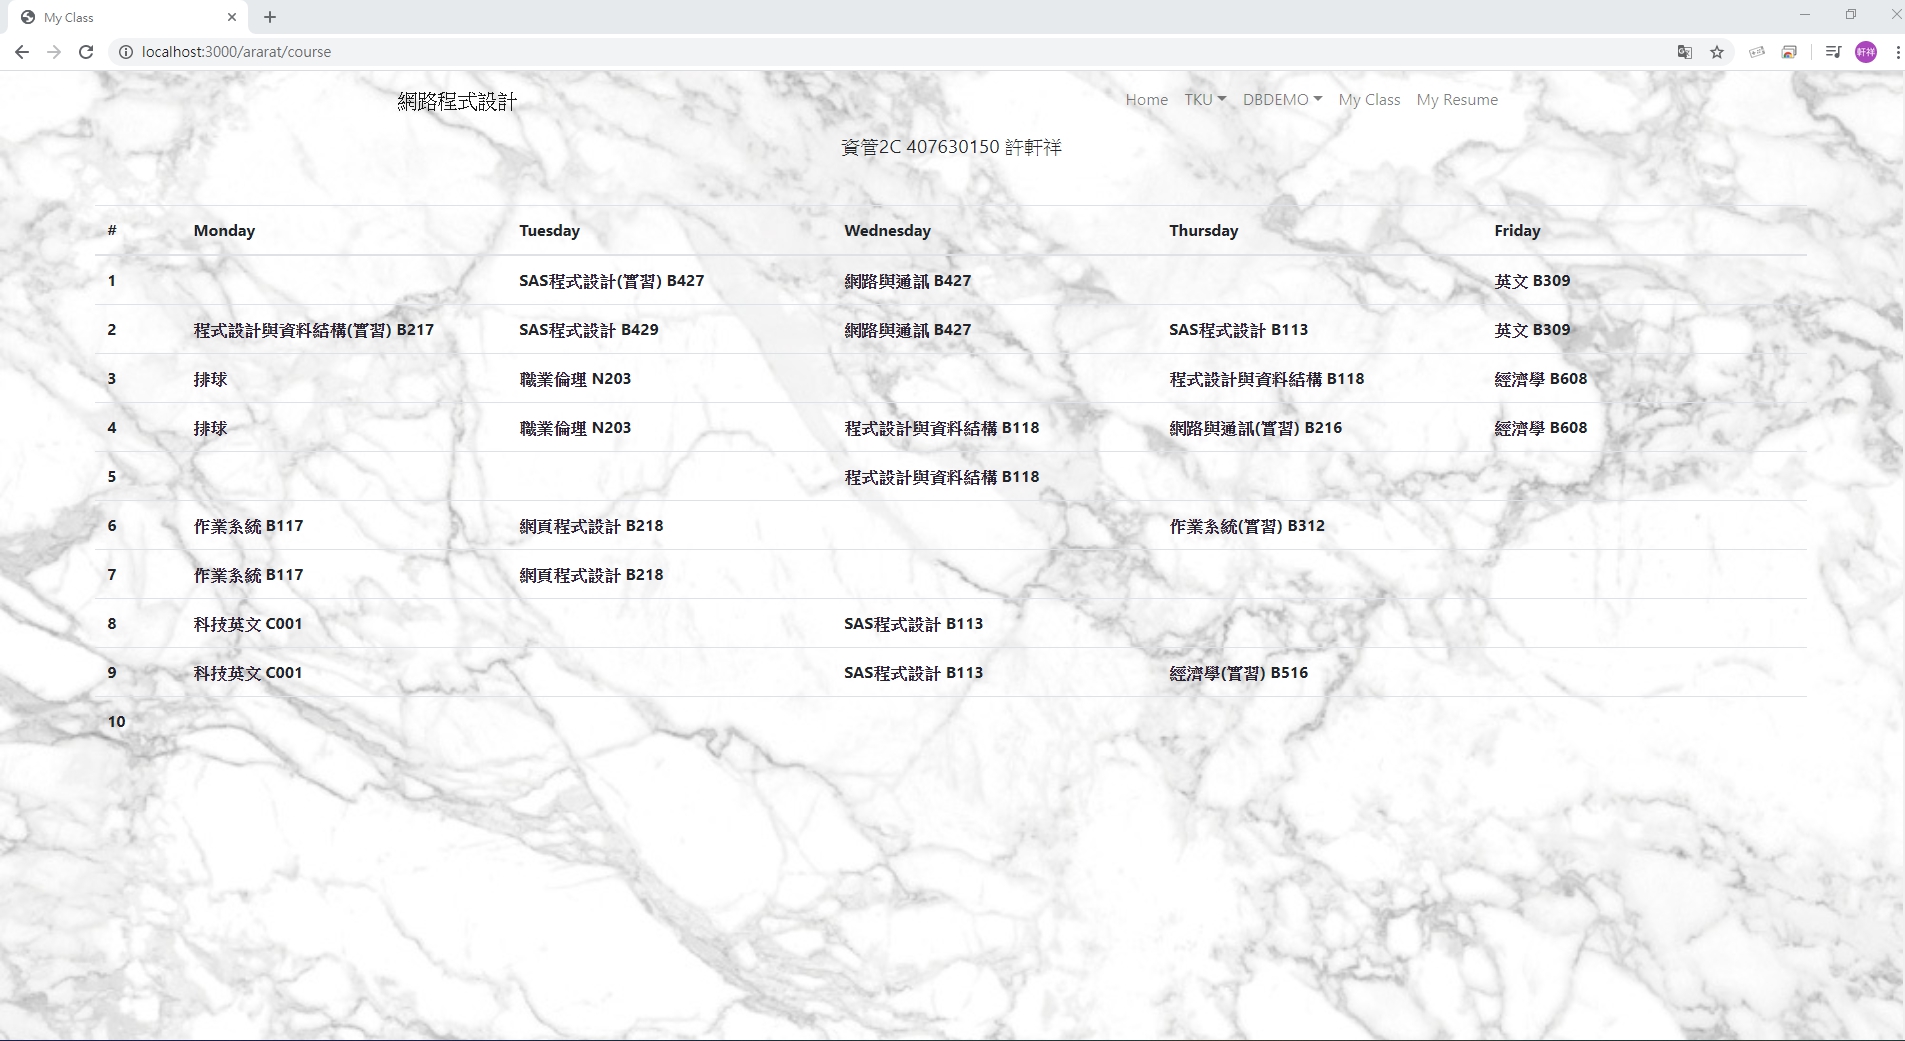 My Class
localhost:3000/ararat/course
軒祥
網路程式設計
Home TKU DBDEMO My Class My Resume
資管2C 407630150 許軒祥
# Monday Tuesday Wednesday Thursday Friday
1 SAS程式設計(實習) B427 網路與通訊 B427 英文 B309
2 程式設計與資料結構(實習) B217 SAS程式設計 B429 網路與通訊 B427 SAS程式設計 B113 英文 B309
3 排球 職業倫理 N203 程式設計與資料結構 B118 經濟學 B608
4 排球 職業倫理 N203 程式設計與資料結構 B118 網路與通訊(實習) B216 經濟學 B608
5 程式設計與資料結構 B118
6 作業系統 B117 網頁程式設計 B218 作業系統(實習) B312
7 作業系統 B117 網頁程式設計 B218
8 科技英文 C001 SAS程式設計 B113
9 科技英文 C001 SAS程式設計 B113 經濟學(實習) B516
10